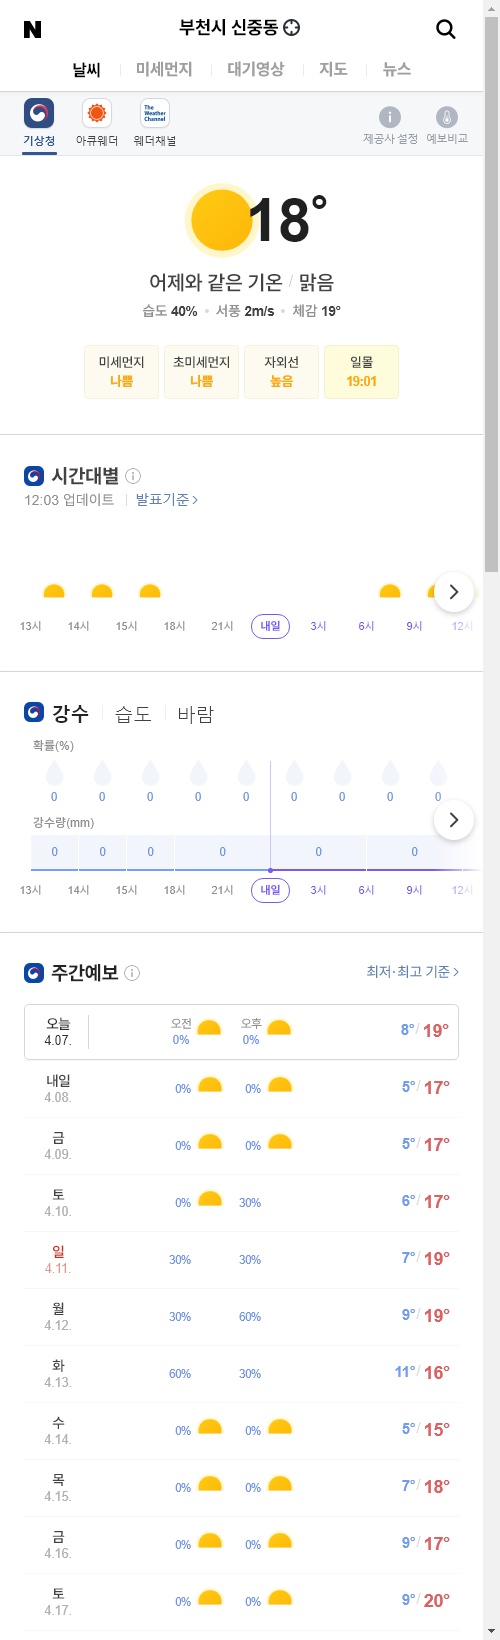 N
부천시 신중동
날씨 미세먼지 대기영상 지도 뉴스
기상청 아큐웨더 The Weather Channel 웨더채널 제공사 설정 예보비교
18°
어제와 같은 기온 / 맑음
습도 40% 서풍 2m/s 체감 19°
미세먼지 초미세먼지 자외선 일몰
나쁨 나쁨 높음 19:01
시간대별
12:03 업데이트 발표기준 >
13시 14시 15시 18시 21시 내일 3시 6시 9시 12시
강수 습도 바람
확률(%)
0 0 0 0 0 0 0 0 0
강수량(mm)
0 0 0 0 0 0
13시 14시 15시 18시 21시 내일 3시 6시 9시 12시
주간예보 최저·최고 기준 >
오늘 4.07. 오전 0% 오후 0% 8°/ 19°
내일 4.08. 0% 0% 5°/ 17°
금 4.09. 0% 0% 5°/ 17°
토 4.10. 0% 30% 6°/ 17°
일 4.11. 30% 30% 7°/ 19°
월 4.12. 30% 60% 9°/ 19°
화 4.13. 60% 30% 11°/ 16°
수 4.14. 0% 0% 5°/ 15°
목 4.15. 0% 0% 7°/ 18°
금 4.16. 0% 0% 9°/ 17°
토 4.17. 0% 0% 9°/ 20°